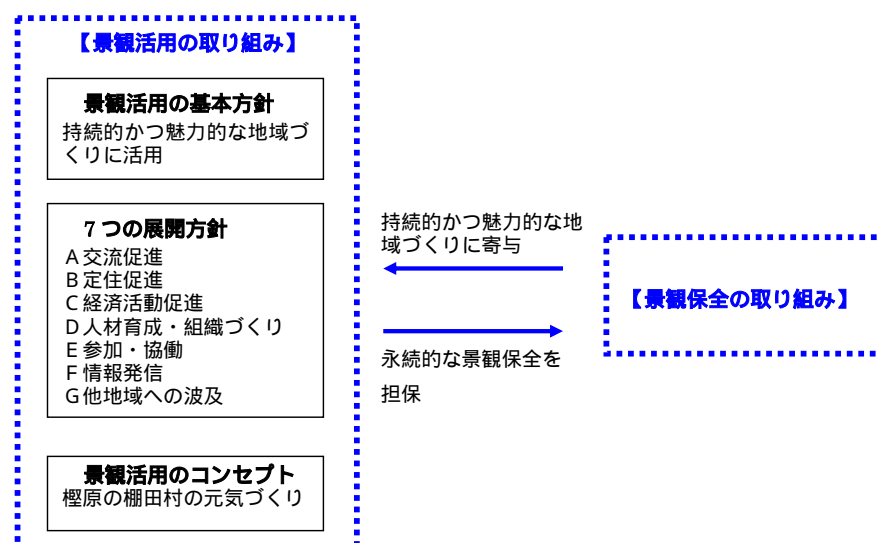 【景観活用の取り組み】
景観活用の基本方針
持続的かつ魅力的な地域づ
くりに活用
7つの展開方針
A交流促進
B定住促進
C経済活動促進
D人材育成・組織づくり
E参加・協働
F情報発信
G他地域への波及
景観活用のコンセプト
樫原の棚田村の元気づくり
持続的かつ魅力的な地
域づくりに寄与
永続的な景観保全を
担保
【景観保全の取り組み】